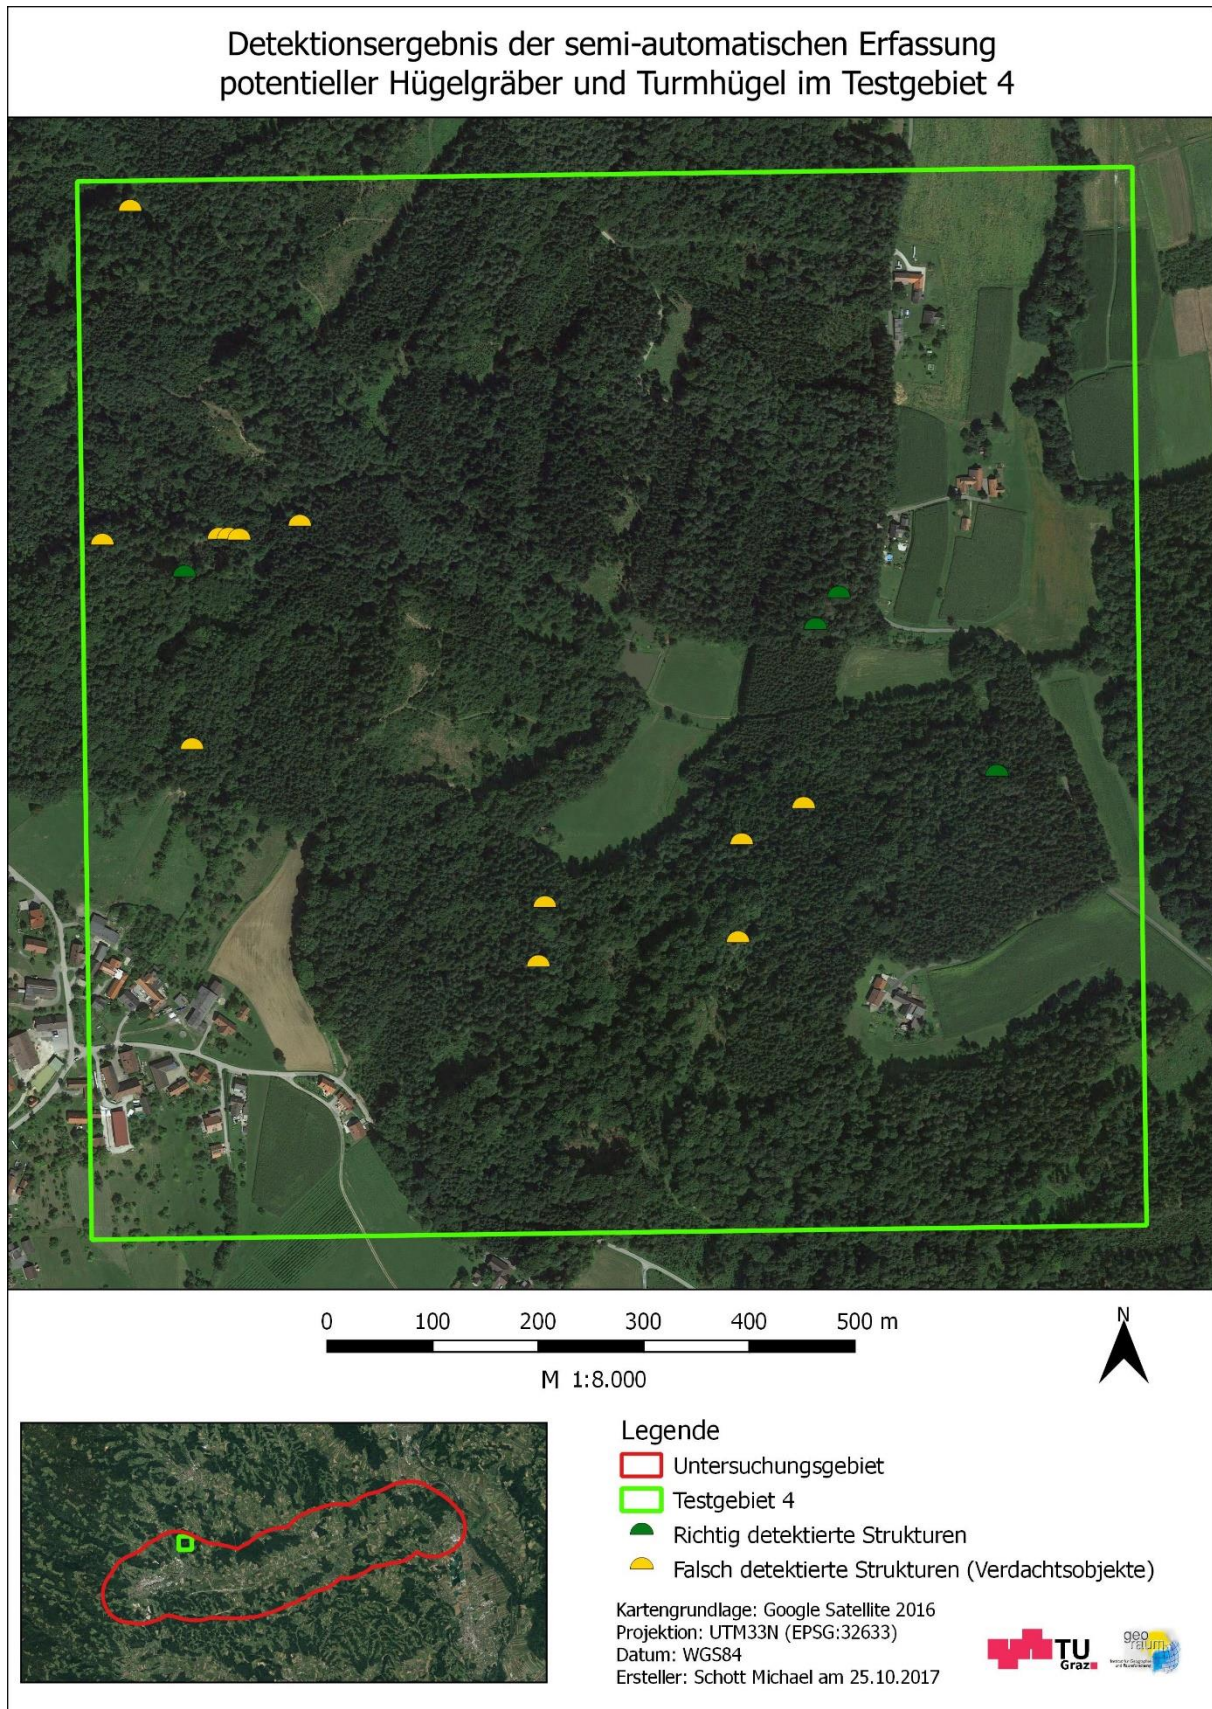 Detektionsergebnis der semi-automatischen Erfassung
potentieller Hügelgräber und Turmhügel im Testgebiet 4
0 100 200 300 400 500 m
N
M 1:8.000
Legende
Untersuchungsgebiet
Testgebiet 4
Richtig detektierte Strukturen
Falsch detektierte Strukturen (Verdachtsobjekte)
Kartengrundlage: Google Satellite 2016
Projektion: UTM33N (EPSG:32633)
Datum: WGS84
Ersteller: Schott Michael am 25.10.2017
TU
Graz
geo
raum